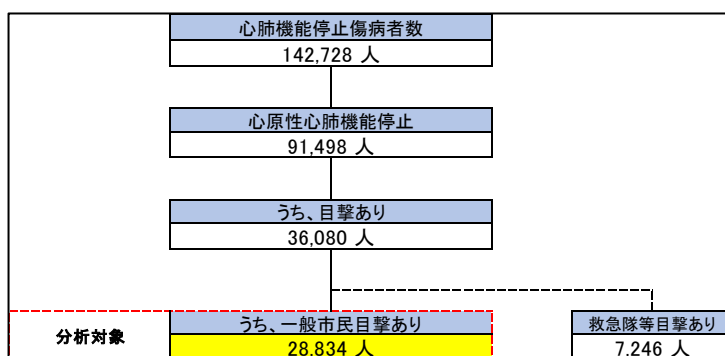 心肺機能停止傷病者数
142,728 人
心原性心肺機能停止
91,498 人
うち、目撃あり
36,080 人
分析対象
うち、一般市民目撃あり
28,834 人
救急隊等目撃あり
7,246 人